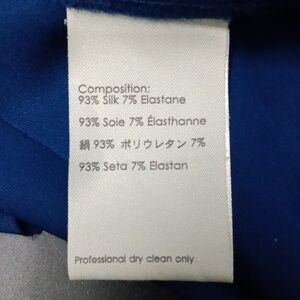 Composition:
93% Silk 7% Elastane
93% Soie 7% Élasthanne
絹 93% ポリウレタン 7%
93% Seta 7% Elastan
Professional dry clean only